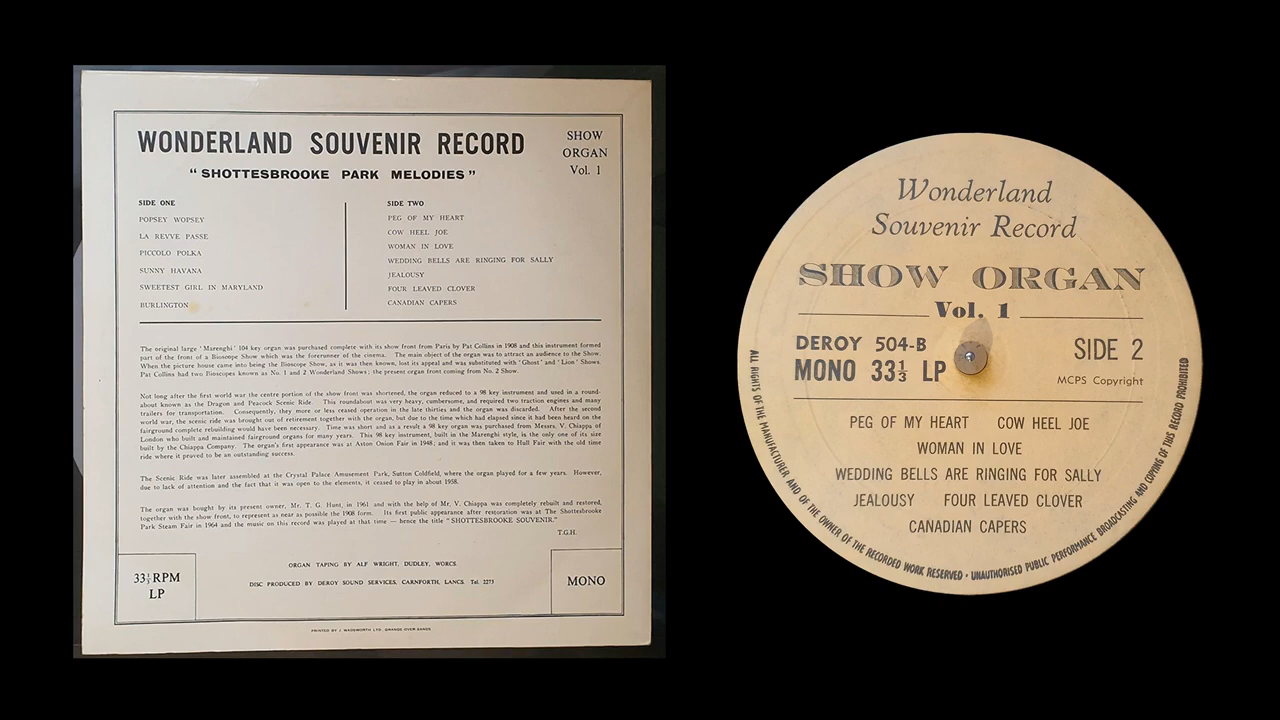 WONDERLAND SOUVENIR RECORD
"SHOTTESBROOKE PARK MELODIES"
SHOW
ORGAN
Vol. 1
SIDE ONE
POPSEY WOPSEY
LA REVVE PASSE
PICCOLO POLKA
SUNNY HAVANA
SWEETEST GIRL IN MARYLAND
BURLINGTON
SIDE TWO
PEG OF MY HEART
COW HEEL JOE
WOMAN IN LOVE
WEDDING BELLS ARE RINGING FOR SALLY
JEALOUSY
FOUR LEAVED CLOVER
CANADIAN CAPERS
The original large 'Marenghi' 104 key organ was purchased complete with its show front from Paris by Pat Collins in 1908 and this instrument formed
part of the front of a Bioscope Show which was the forerunner of the cinema. The main object of the organ was to attract an audience to the Show.
When the picture house came into being the Bioscope Show, as it was then known, lost its appeal and was substituted with 'Ghost' and 'Lion' Shows.
Pat Collins had two Bioscopes known as No. 1 and 2 Wonderland Shows; the present organ front coming from No. 2 Show.
Not long after the first world war the centre portion of the show front was shortened, the organ reduced to a 98 key instrument and used in a round-
about known as the Dragon and Peacock Scenic Ride. This roundabout was very heavy, cumbersome, and required two traction engines and many
trailers for transportation. Consequently, they more or less ceased operation in the late thirties and the organ was discarded. After the second
world war, the scenic ride was brought out of retirement together with the organ, but due to the time which had elapsed since it had been heard on the
fairground complete rebuilding would have been necessary. Time was short and as a result a 98 key organ was purchased from Messrs. V. Chiappa of
London who built and maintained fairground organs for many years. This 98 key instrument, built in the Marenghi style, is the only one of its size
built by the Chiappa Company. The organ's first appearance was at Aston Onion Fair in 1948; and it was then taken to Hull Fair with the old time
ride where it proved to be an outstanding success.
The Scenic Ride was later assembled at the Crystal Palace Amusement Park, Sutton Coldfield, where the organ played for a few years. However,
due to lack of attention and the fact that it was open to the elements, it ceased to play in about 1958.
The organ was bought by its present owner, Mr. T. G. Hunt, in 1961 and with the help of Mr. V. Chiappa was completely rebuilt and restored,
together with the show front, to represent as near as possible the 1908 form. Its first public appearance after restoration was at The Shottesbrooke
Park Steam Fair in 1964 and the music on this record was played at that time — hence the title "SHOTTESBROOKE SOUVENIR."
T.G.H.
ORGAN TAPING BY ALF WRIGHT, DUDLEY, WORCS.
DISC PRODUCED BY DEROY SOUND SERVICES, CARNFORTH, LANCS. Tel. 2273
33⅓ RPM
LP
MONO
PRINTED BY J. WADSWORTH LTD., GRANGE-OVER-SANDS
Wonderland
Souvenir Record
SHOW ORGAN
Vol. 1
DEROY 504-B
MONO 33⅓ LP
SIDE 2
MCPS Copyright
PEG OF MY HEART COW HEEL JOE
WOMAN IN LOVE
WEDDING BELLS ARE RINGING FOR SALLY
JEALOUSY FOUR LEAVED CLOVER
CANADIAN CAPERS
ALL RIGHTS OF THE MANUFACTURER AND OF THE OWNER OF THE RECORDED WORK RESERVED • UNAUTHORISED PUBLIC PERFORMANCE BROADCASTING AND COPYING OF THIS RECORD PROHIBITED